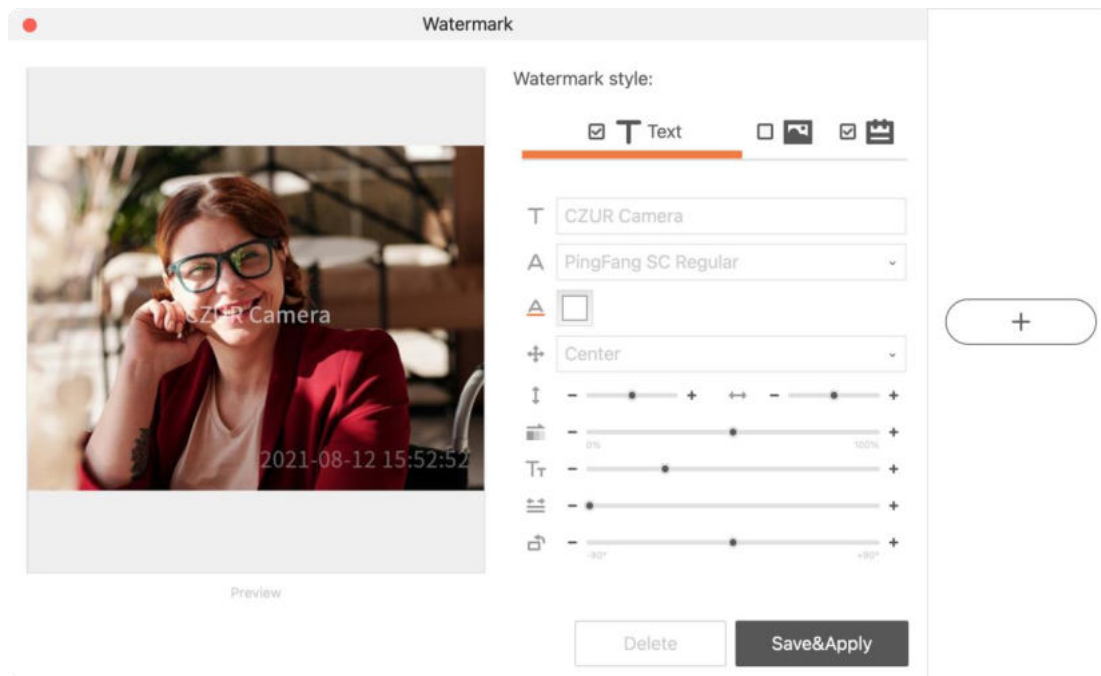 Watermark
Watermark style:
Text
CZUR Camera
PingFang SC Regular
Center
0% 100%
-90° +90°
Delete Save&Apply
CZUR Camera
2021-08-12 15:52:52
Preview